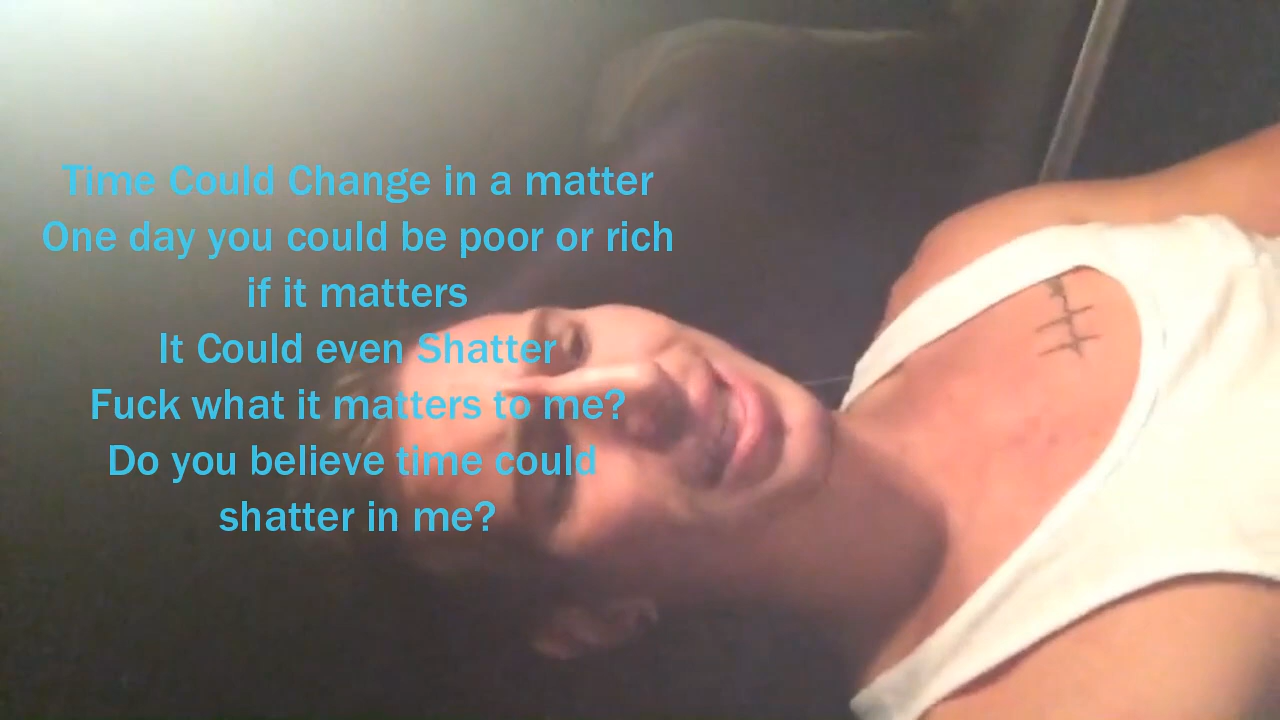 Time Could Change in a matter
One day you could be poor or rich
if it matters
It Could even Shatter
Fuck what it matters to me?
Do you believe time could
shatter in me?